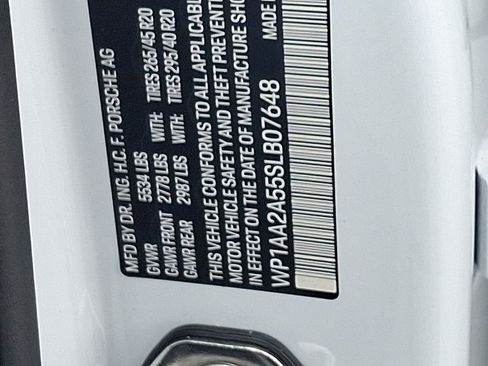 MFD BY DR. ING. H.C. F. PORSCHE AG
GVWR 5534 LBS WITH: TIRES 265/45 R20
GAWR FRONT 2778 LBS WITH: TIRES 295/40 R20
GAWR REAR 2987 LBS
THIS VEHICLE CONFORMS TO ALL APPLICABLE
MOTOR VEHICLE SAFETY AND THEFT PREVENTI
IN EFFECT ON THE DATE OF MANUFACTURE SHO
WP1AA2A55SLB07648 MADE